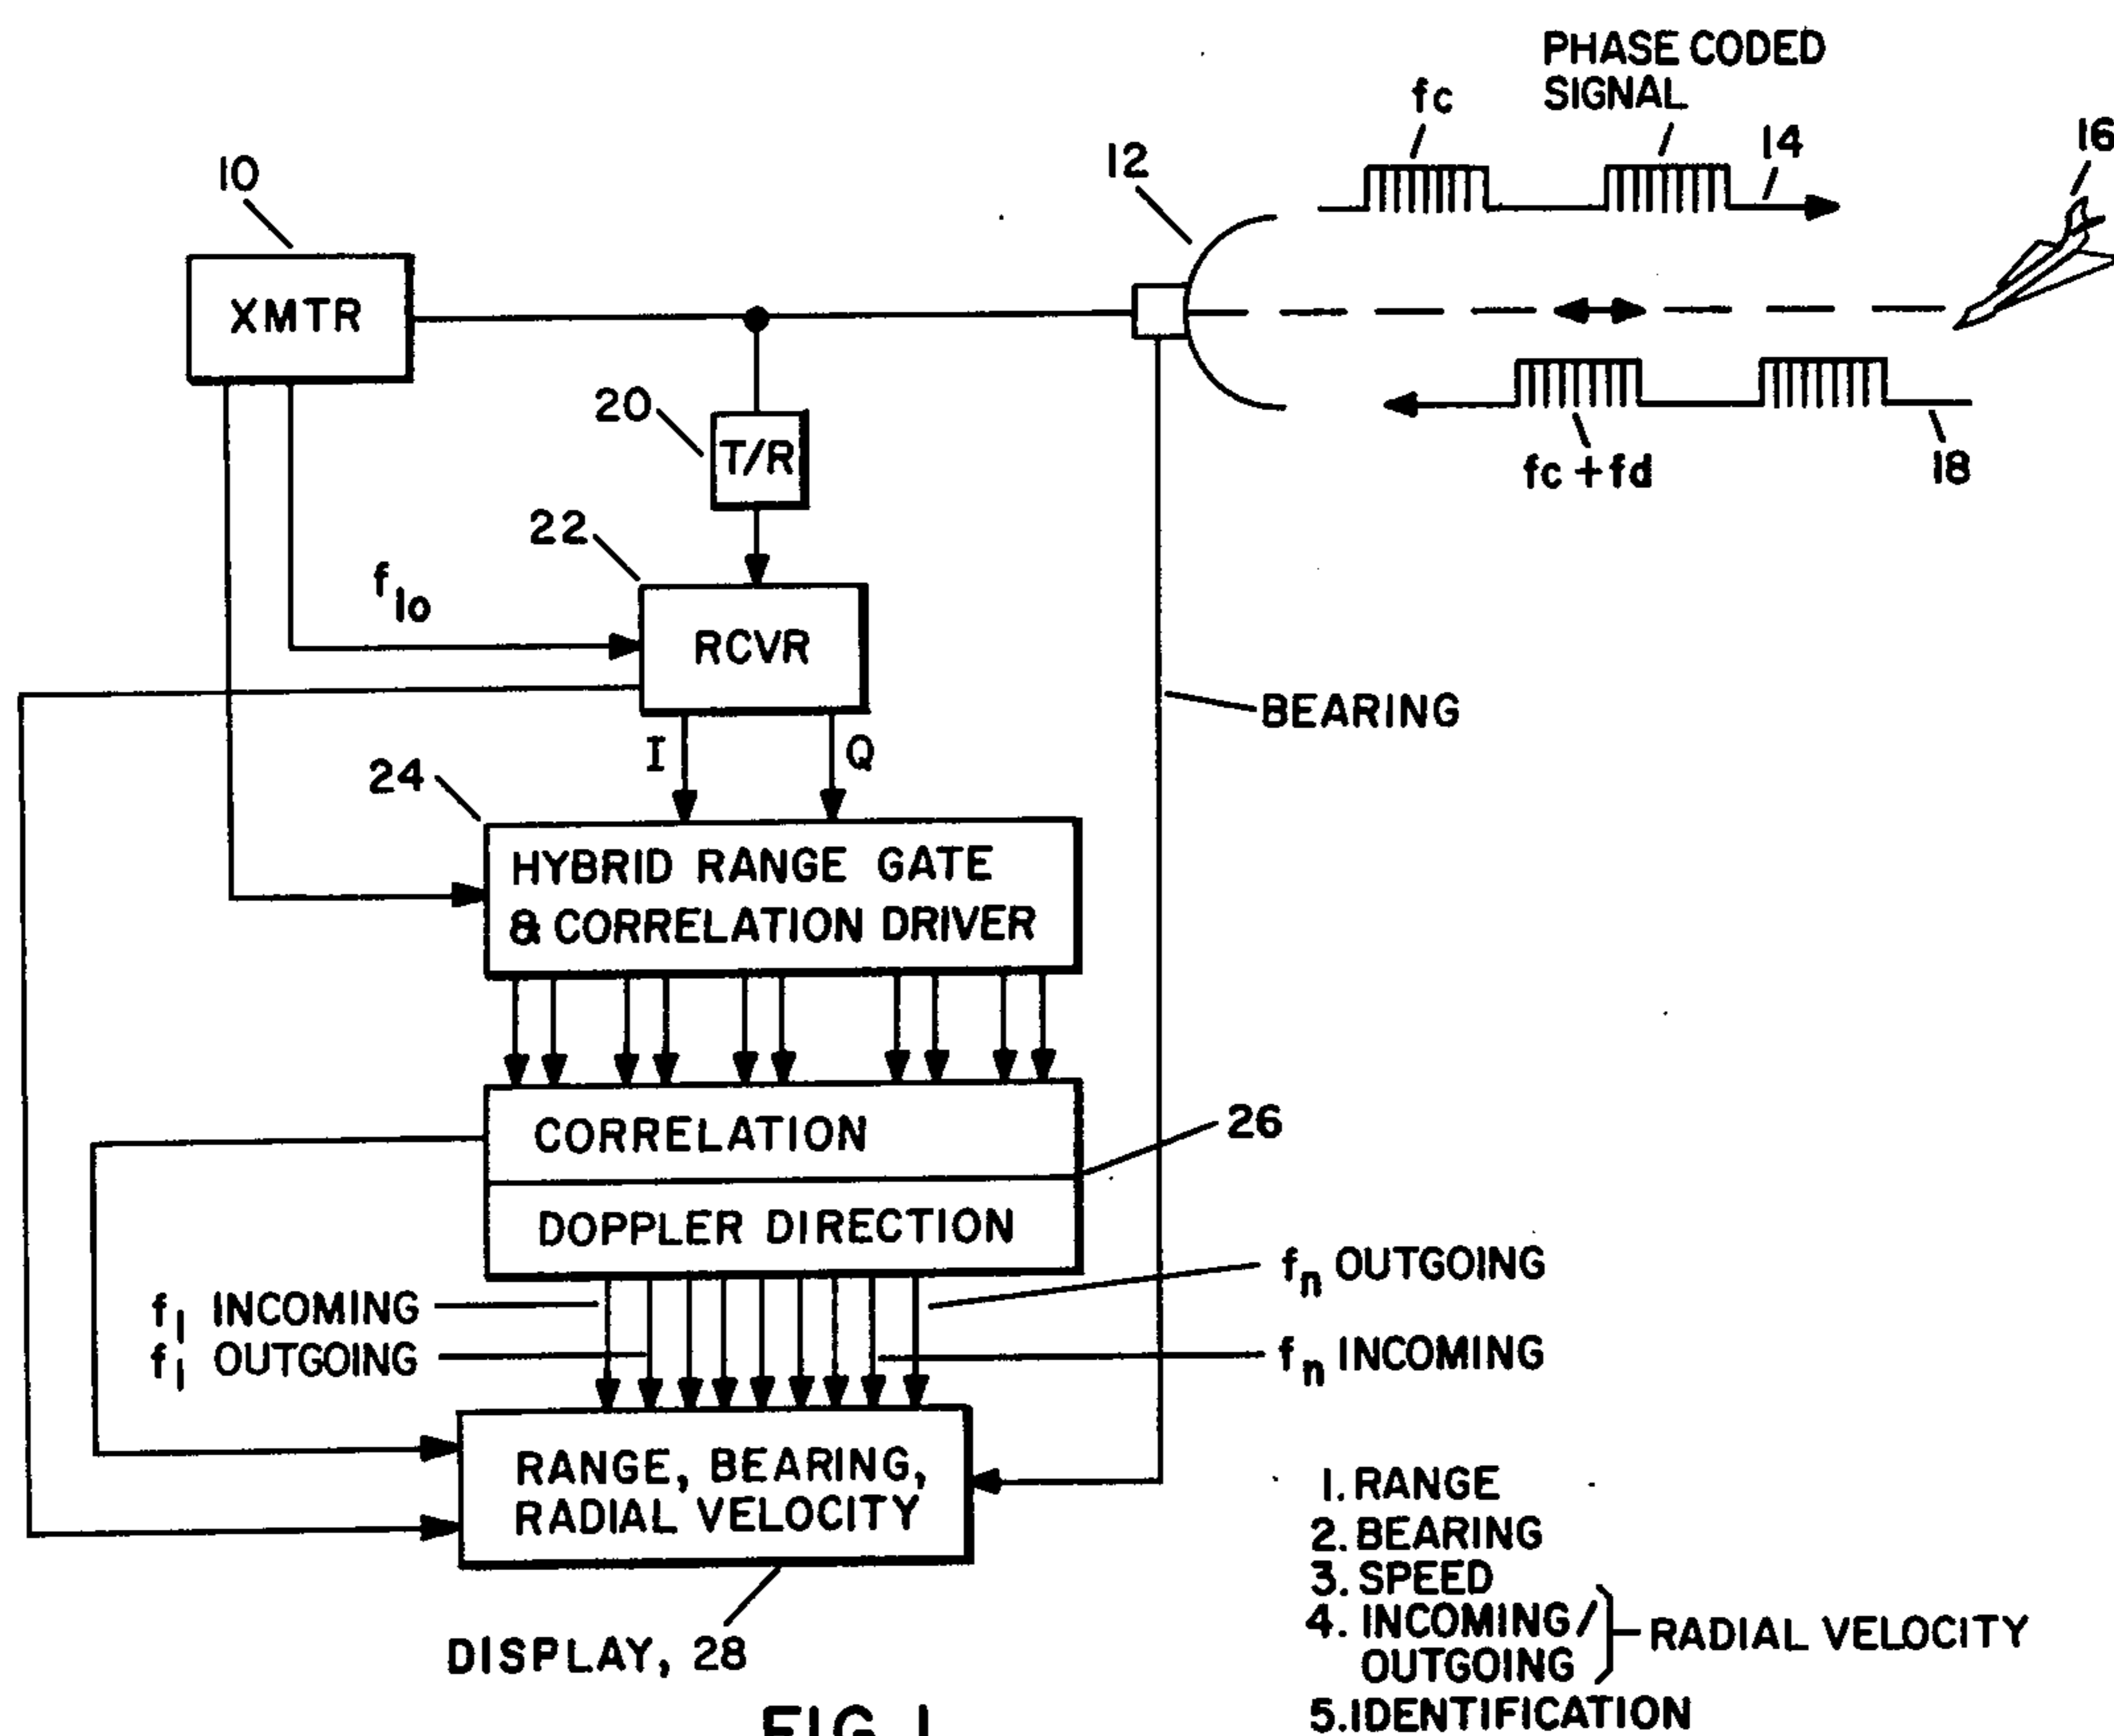 PHASE CODED
SIGNAL
fc
14
16
12
10
XMTR
20
T/R
fc + fd
18
22
flo
RCVR
BEARING
I
Q
24
HYBRID RANGE GATE
& CORRELATION DRIVER
CORRELATION
26
DOPPLER DIRECTION
fn OUTGOING
f1 INCOMING
fn INCOMING
f1 OUTGOING
RANGE, BEARING,
RADIAL VELOCITY
DISPLAY, 28
1. RANGE
2. BEARING
3. SPEED
4. INCOMING/
OUTGOING
RADIAL VELOCITY
5. IDENTIFICATION
FIG. 1